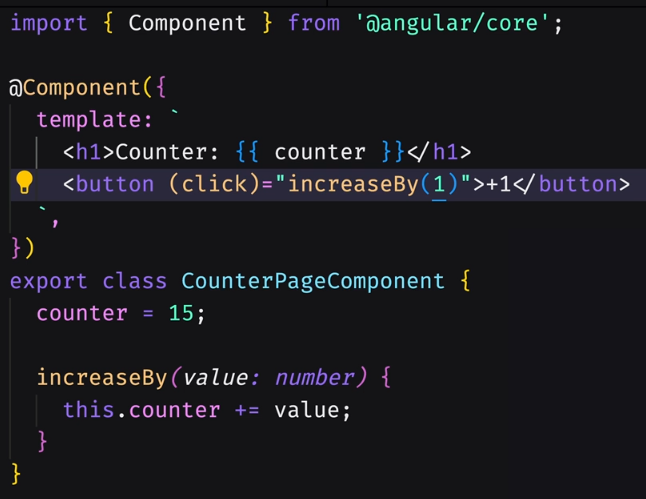 import { Component } from '@angular/core';
@Component({
template: `
<h1>Counter: {{ counter }}</h1>
<button (click)="increaseBy(1)">+1</button>
`,
})
export class CounterPageComponent {
counter = 15;
increaseBy(value: number) {
this.counter += value;
}
}